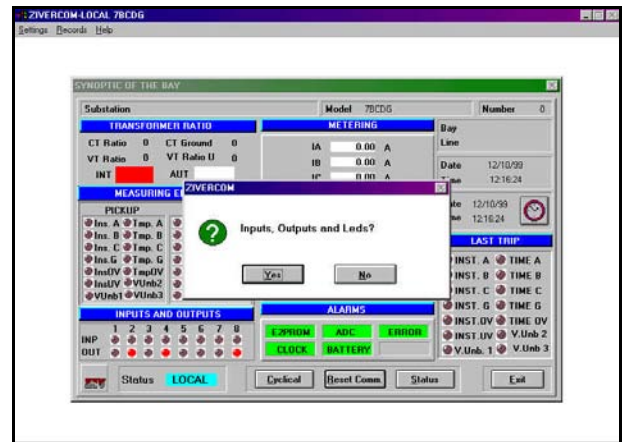 ZIVERCOM-LOCAL 7BCDG
Settings Records Help
SYNOPTIC OF THE BAY
Substation Model 7BCDG Number 0
TRANSFORMER RATIO
CT Ratio 0 CT Ground 0
VT Ratio 0 VT Ratio U 0
INT AUT
METERING
IA 0.00 A
IB 0.00 A
IC 0.00 A
Bay
Line
Date 12/10/99
Time 12:16:24
12/10/99
12:16:24
MEASURING
PICKUP
Ins. A Tmp. A
Ins. B Tmp. B
Ins. C Tmp. C
Ins.G Tmp. G
InsOV TmpOV
InsUV VUnb2
VUnb1 VUnb3
ZIVERCOM
Inputs, Outputs and Leds?
Yes No
LAST TRIP
INST. A TIME A
INST. B TIME B
INST. C TIME C
INST. G TIME G
INST.OV TIME OV
INST.UV V.Unb 2
V.Unb. 1 V.Unb 3
INPUTS AND OUTPUTS
1 2 3 4 5 6 7 8
INP
OUT
ALARMS
E2PROM ADC ERROR
CLOCK BATTERY
Status LOCAL Cyclical Reset Comm. Status Exit